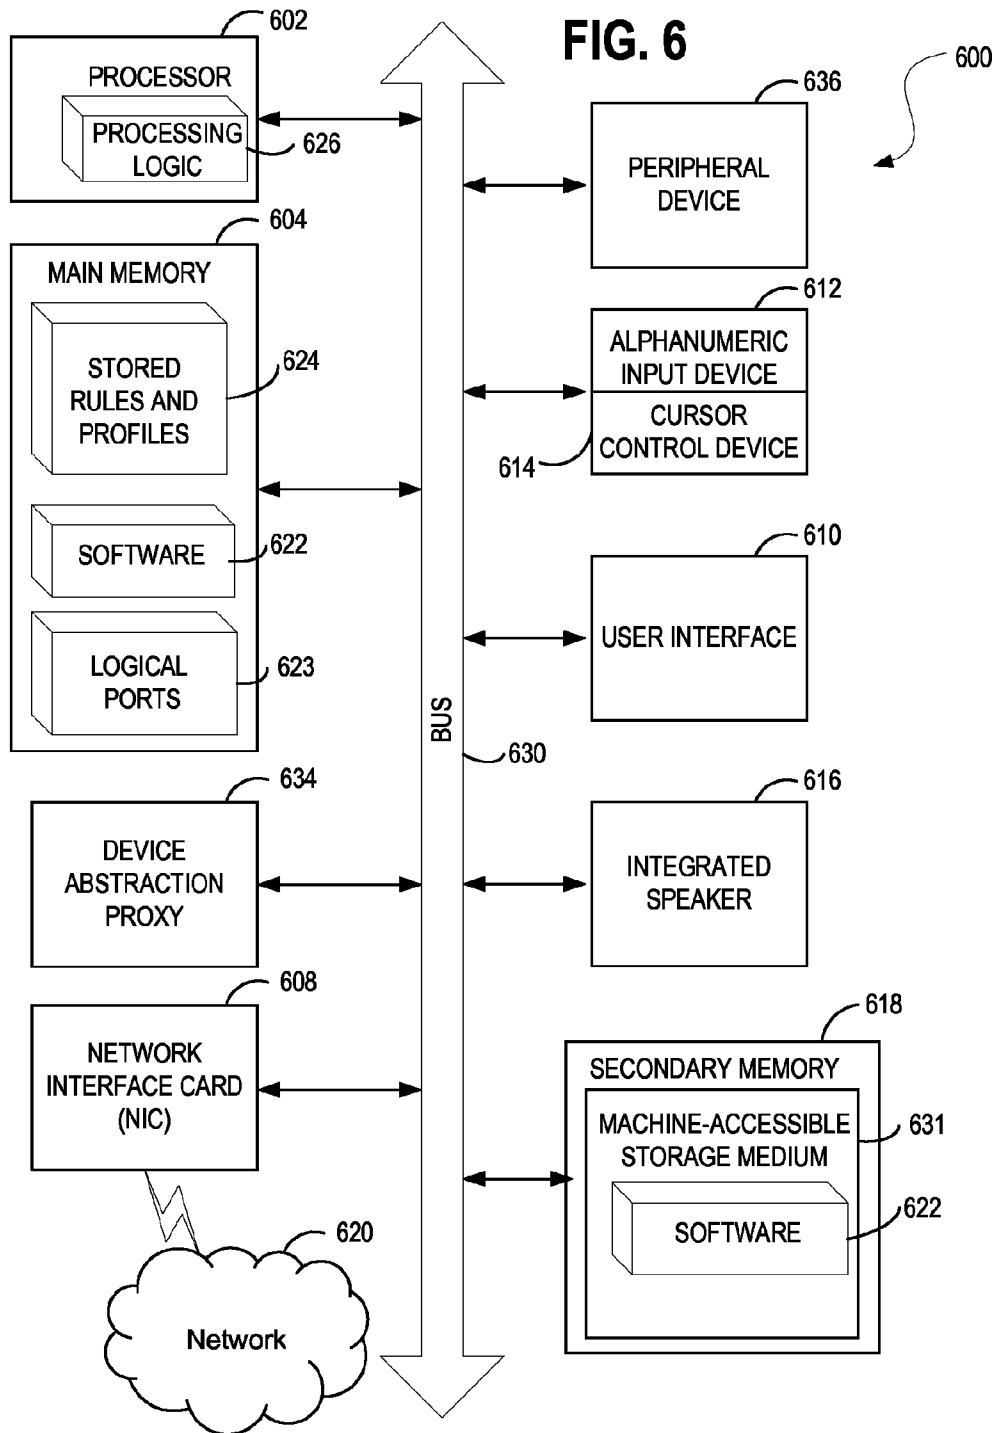 FIG. 6
600
602
PROCESSOR
PROCESSING
LOGIC
626
604
MAIN MEMORY
STORED
RULES AND
PROFILES
624
SOFTWARE
622
LOGICAL
PORTS
623
634
DEVICE
ABSTRACTION
PROXY
608
NETWORK
INTERFACE CARD
(NIC)
620
Network
BUS
630
636
PERIPHERAL
DEVICE
612
ALPHANUMERIC
INPUT DEVICE
CURSOR
CONTROL DEVICE
614
610
USER INTERFACE
616
INTEGRATED
SPEAKER
618
SECONDARY MEMORY
MACHINE-ACCESSIBLE
STORAGE MEDIUM
631
SOFTWARE
622